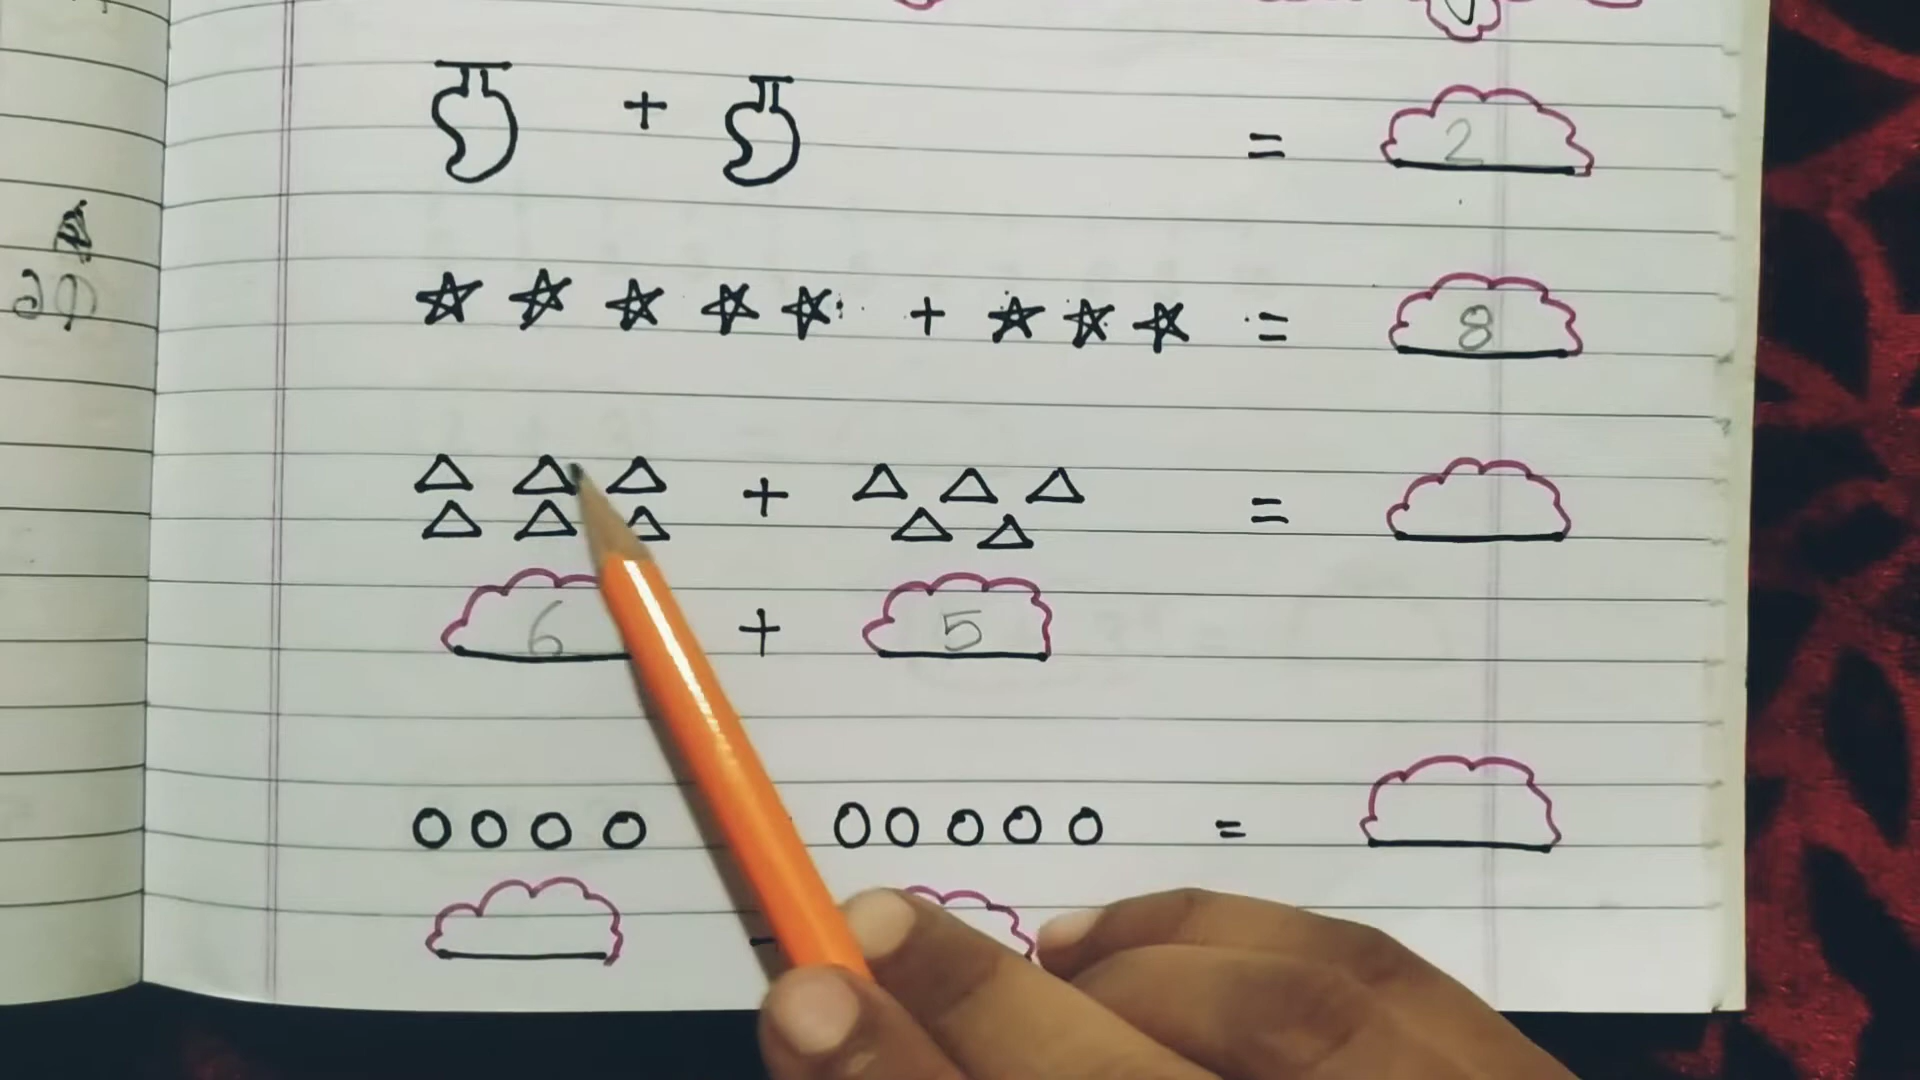 + = 2
+ = 8
+ =
6 + 5
=